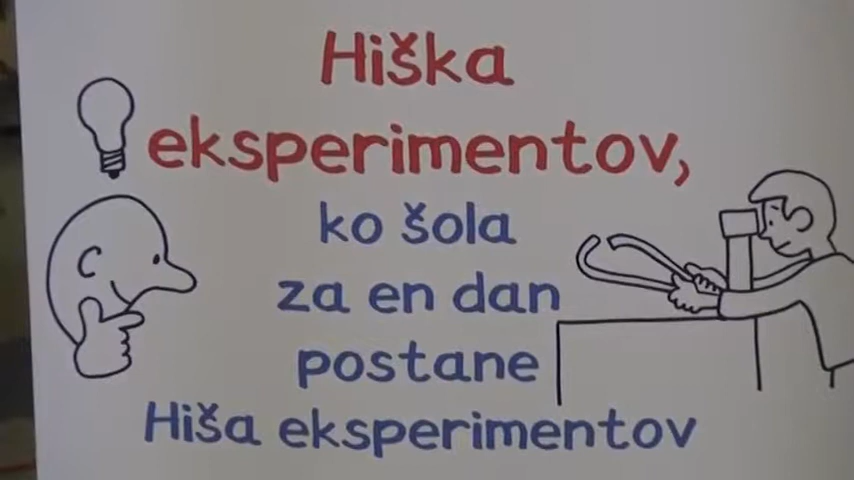 Hiška
eksperimentov,
ko šola
za en dan
postane
Hiša eksperimentov